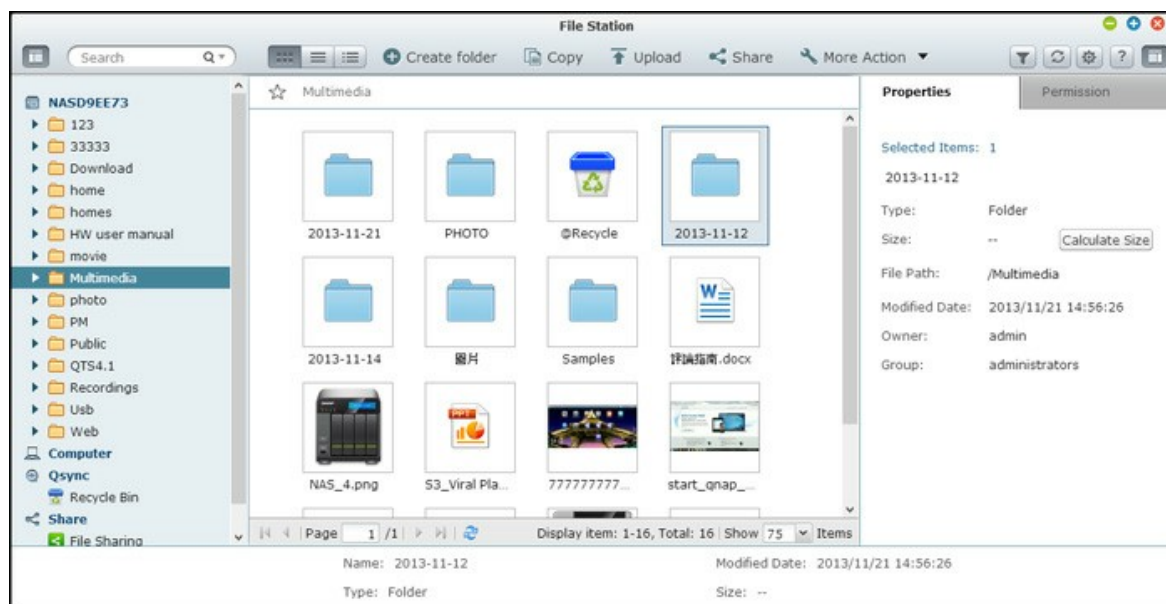 File Station
Search
Create folder
Copy
Upload
Share
More Action
?
NASD9EE73
123
33333
Download
home
homes
HW user manual
movie
Multimedia
photo
PM
Public
QTS4.1
Recordings
Usb
Web
Computer
Qsync
Recycle Bin
Share
File Sharing
Multimedia
2013-11-21 PHOTO @Recycle 2013-11-12
2013-11-14 圖片 Samples 評論指南.docx
NAS_4.png S3_Viral Pla... 777777777... start_qnap_...
Page 1 /1 Display item: 1-16, Total: 16 Show 75 Items
Properties Permission
Selected Items: 1
2013-11-12
Type: Folder
Size: -- Calculate Size
File Path: /Multimedia
Modified Date: 2013/11/21 14:56:26
Owner: admin
Group: administrators
Name: 2013-11-12 Modified Date: 2013/11/21 14:56:26
Type: Folder Size: --